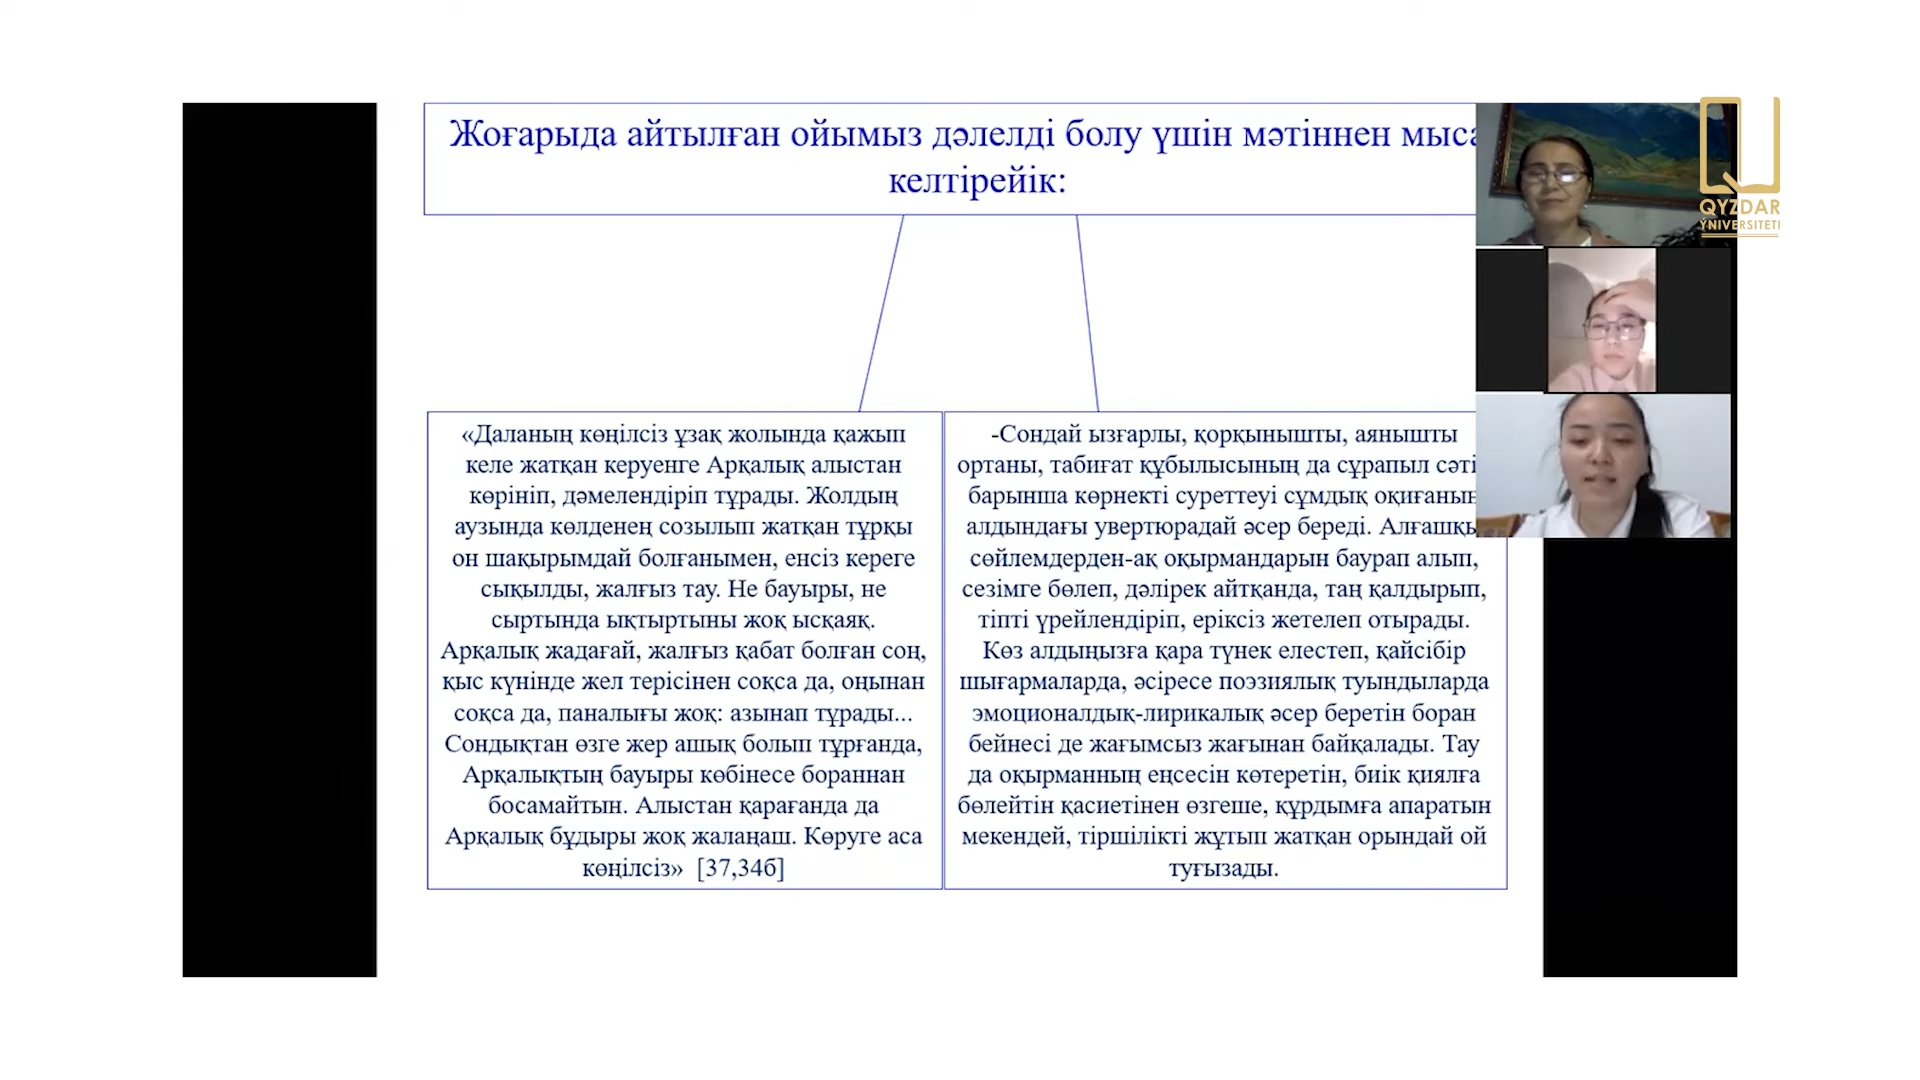 Жоғарыда айтылған ойымыз дәлелді болу үшін мәтіннен
келтірейік:
«Даланың көңілсіз ұзақ жолында қажып
келе жатқан керуенге Арқалық алыстан
көрініп, дәмелендіріп тұрады. Жолдың
аузында көлденең созылып жатқан тұрқы
он шақырымдай болғанымен, енсіз кереге
сықылды, жалғыз тау. Не бауыры, не
сыртында ықтыртыны жоқ ысқаяқ.
Арқалық жадағай, жалғыз қабат болған соң,
қыс күнінде жел терісінен соқса да, оңынан
соқса да, паналығы жоқ: азынап тұрады...
Сондықтан өзге жер ашық болып тұрғанда,
Арқалықтың бауыры көбінесе бораннан
босамайтын. Алыстан қарағанда да
Арқалық бұдыры жоқ жалаңаш. Көруге аса
көңілсіз» [37,34б]
-Сондай ызғарлы, қорқынышты, аянышты
ортаны, табиғат құбылысының да сұрапыл
барынша көрнекті суреттеуі сұмдық
алдындағы увертюрадай әсер береді.
сөйлемдерден-ақ оқырмандарын баурап алып,
сезімге бөлеп, дәлірек айтқанда, таң қалдырып,
тіпті үрейлендіріп, еріксіз жетелеп отырады.
Көз алдыңызға қара түнек елестеп, қайсібір
шығармаларда, әсіресе поэзиялық туындыларда
эмоционалдық-лирикалық әсер беретін боран
бейнесі де жағымсыз жағынан байқалады. Тау
да оқырманның еңсесін көтеретін, биік қиялға
бөлейтін қасиетінен өзгеше, құрдымға апаратын
мекендей, тіршілікті жұтып жатқан орындай ой
туғызады.
QYZDAR
ÝNIVERSITETI